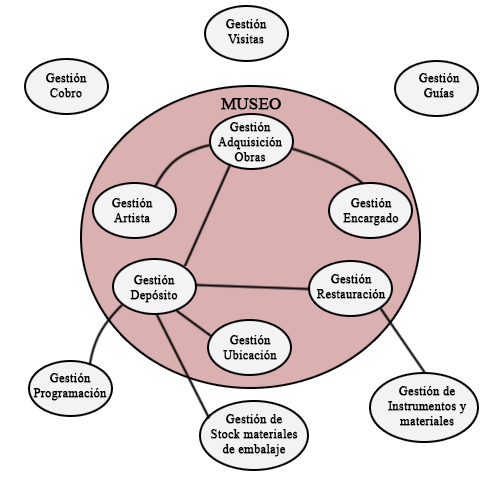 Gestión
Visitas
Gestión
Cobro
Gestión
Guías
MUSEO
Gestión
Adquisición
Obras
Gestión
Artista
Gestión
Encargado
Gestión
Depósito
Gestión
Restauración
Gestión
Ubicación
Gestión
Programación
Gestión de
Stock materiales
de embalaje
Gestión de
Instrumentos y
materiales